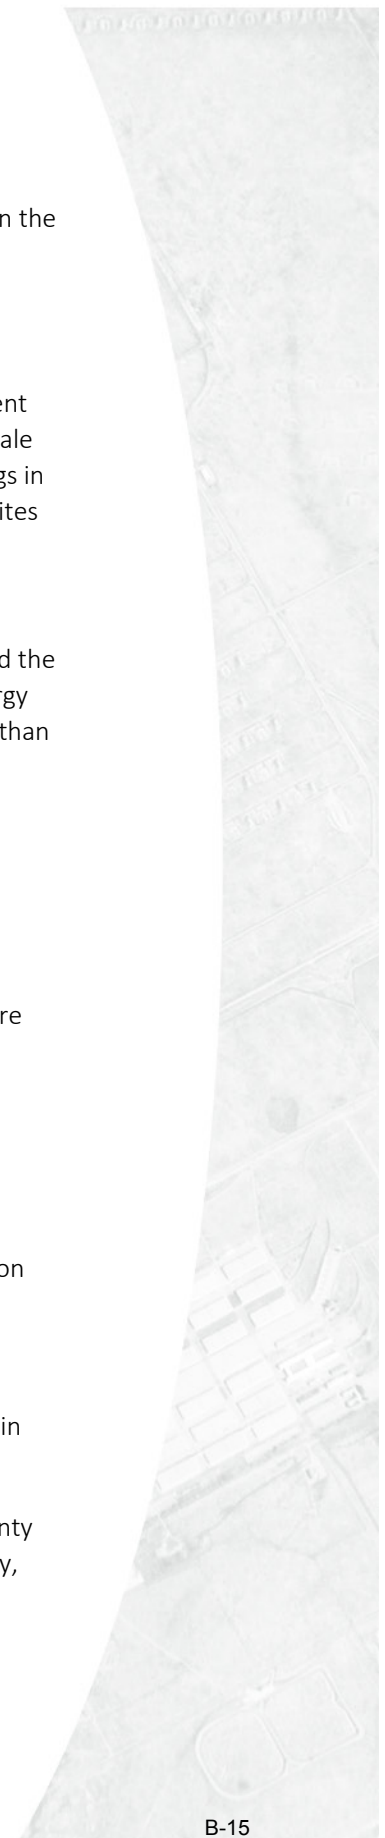 n the
ent
ale
gs in
ites
d the
rgy
than
re
on
in
nty
y,
B-15